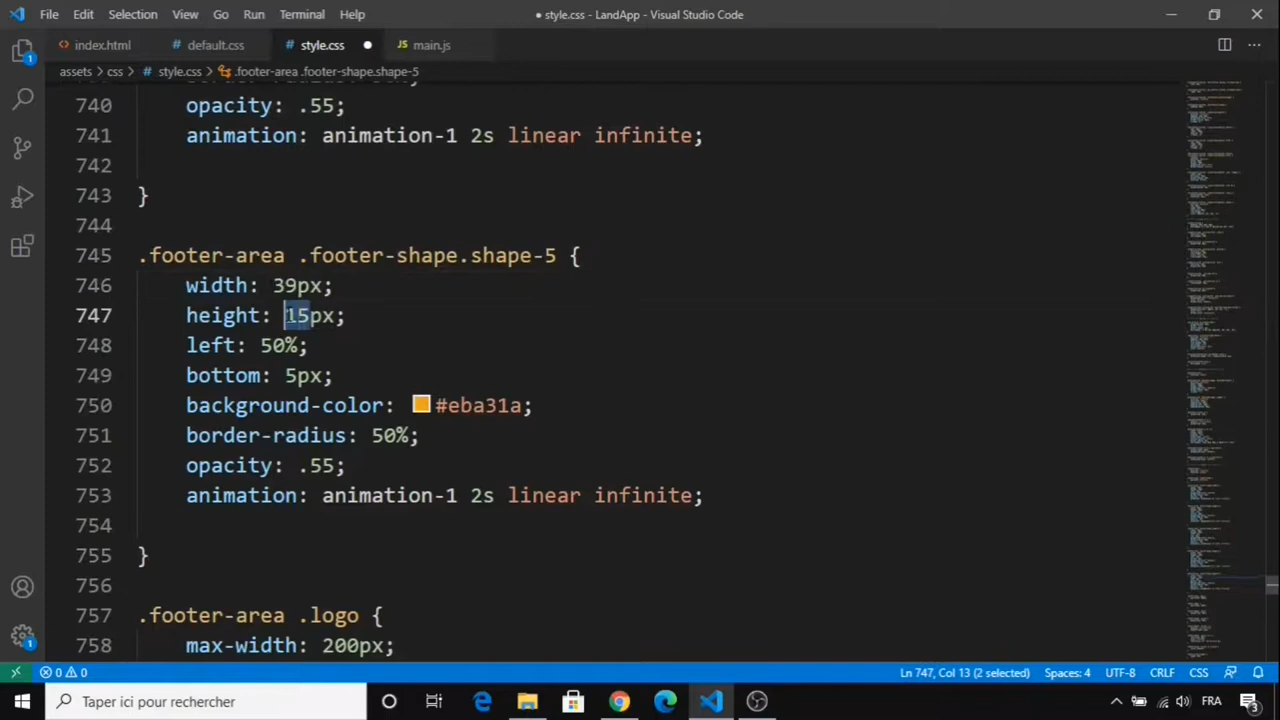 File Edit Selection View Go Run Terminal Help
● style.css - LandApp - Visual Studio Code
index.html default.css style.css main.js
assets > css > style.css > .footer-area .footer-shape.shape-5
740 opacity: .55;
741 animation: animation-1 2s linear infinite;
742
743 }
744
745 .footer-area .footer-shape.shape-5 {
746 width: 39px;
747 height: 15px;
748 left: 50%;
749 bottom: 5px;
750 background-color: #eba31a;
751 border-radius: 50%;
752 opacity: .55;
753 animation: animation-1 2s linear infinite;
754
755 }
756
757 .footer-area .logo {
758 max-width: 200px;
0 0 Ln 747, Col 13 (2 selected) Spaces: 4 UTF-8 CRLF CSS
Taper ici pour rechercher FRA 3